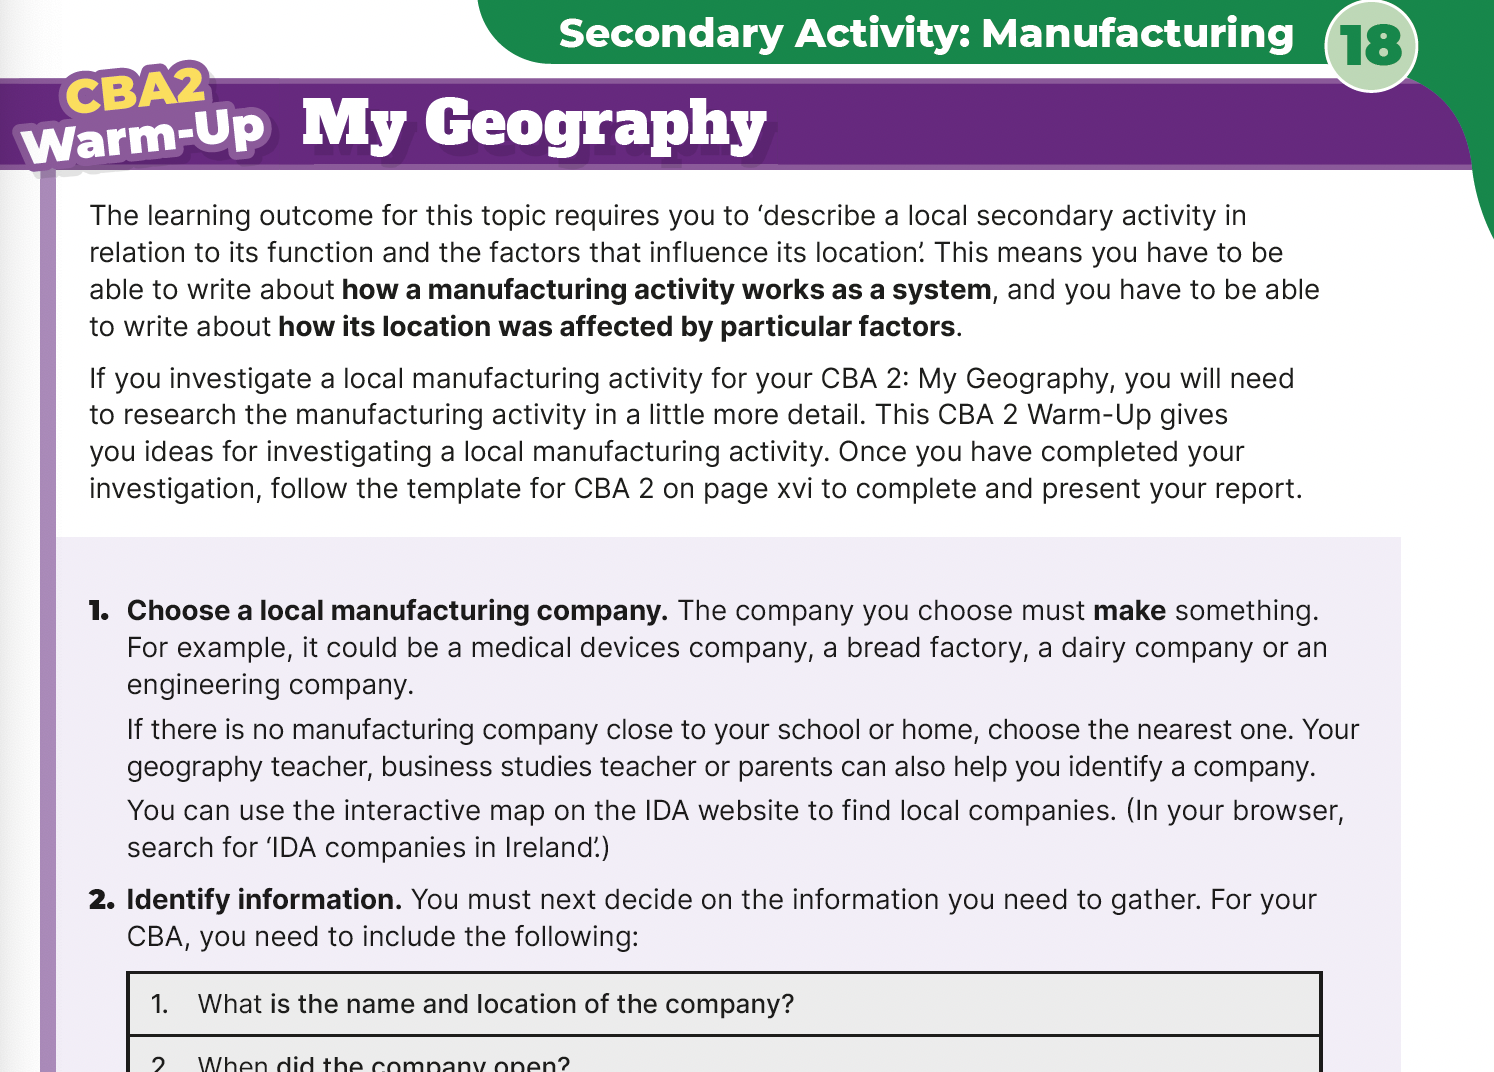 Secondary Activity: Manufacturing 18
CBA2
Warm-Up
My Geography
The learning outcome for this topic requires you to ‘describe a local secondary activity in
relation to its function and the factors that influence its location’. This means you have to be
able to write about how a manufacturing activity works as a system, and you have to be able
to write about how its location was affected by particular factors.
If you investigate a local manufacturing activity for your CBA 2: My Geography, you will need
to research the manufacturing activity in a little more detail. This CBA 2 Warm-Up gives
you ideas for investigating a local manufacturing activity. Once you have completed your
investigation, follow the template for CBA 2 on page xvi to complete and present your report.
1. Choose a local manufacturing company. The company you choose must make something.
For example, it could be a medical devices company, a bread factory, a dairy company or an
engineering company.
If there is no manufacturing company close to your school or home, choose the nearest one. Your
geography teacher, business studies teacher or parents can also help you identify a company.
You can use the interactive map on the IDA website to find local companies. (In your browser,
search for ‘IDA companies in Ireland’.)
2. Identify information. You must next decide on the information you need to gather. For your
CBA, you need to include the following:
1. What is the name and location of the company?
2. When did the company open?